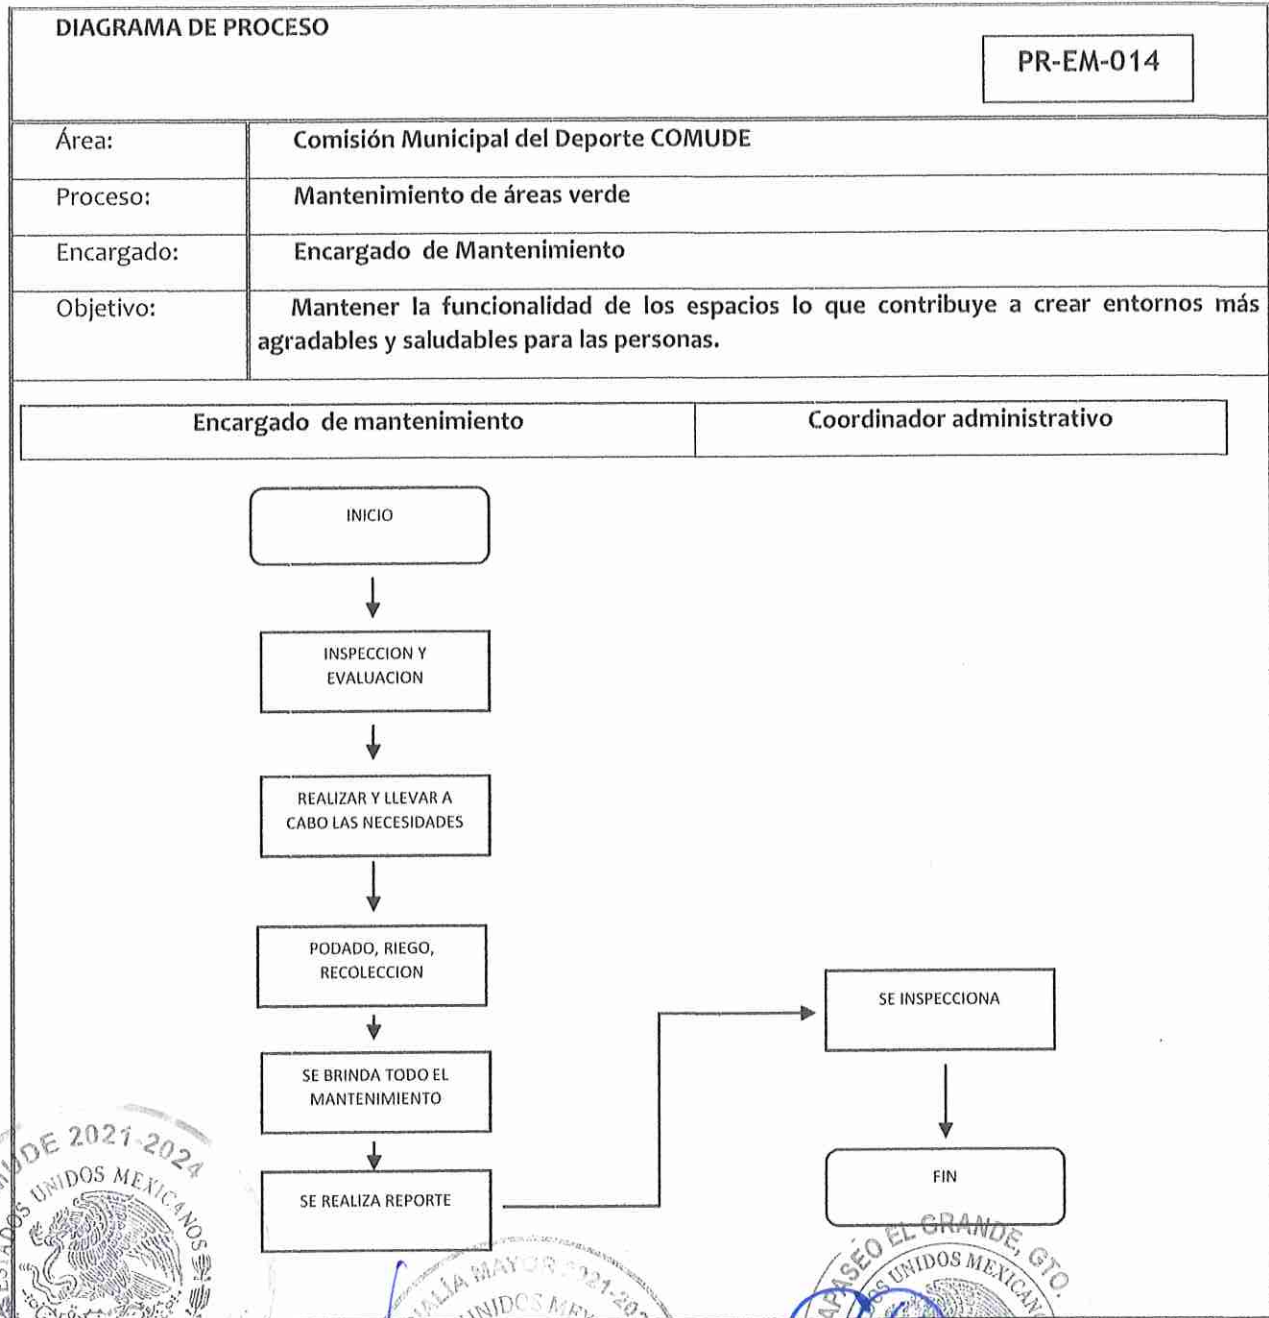 DIAGRAMA DE PROCESO
PR-EM-014
Área: Comisión Municipal del Deporte COMUDE
Proceso: Mantenimiento de áreas verde
Encargado: Encargado de Mantenimiento
Objetivo: Mantener la funcionalidad de los espacios lo que contribuye a crear entornos más
agradables y saludables para las personas.
Encargado de mantenimiento Coordinador administrativo
INICIO
INSPECCION Y
EVALUACION
REALIZAR Y LLEVAR A
CABO LAS NECESIDADES
PODADO, RIEGO,
RECOLECCION
SE BRINDA TODO EL
MANTENIMIENTO
SE REALIZA REPORTE
SE INSPECCIONA
FIN
2021-2024
ESTADOS UNIDOS MEXICANOS
MAYOR
EL GRANDE, GTO.
UNIDOS